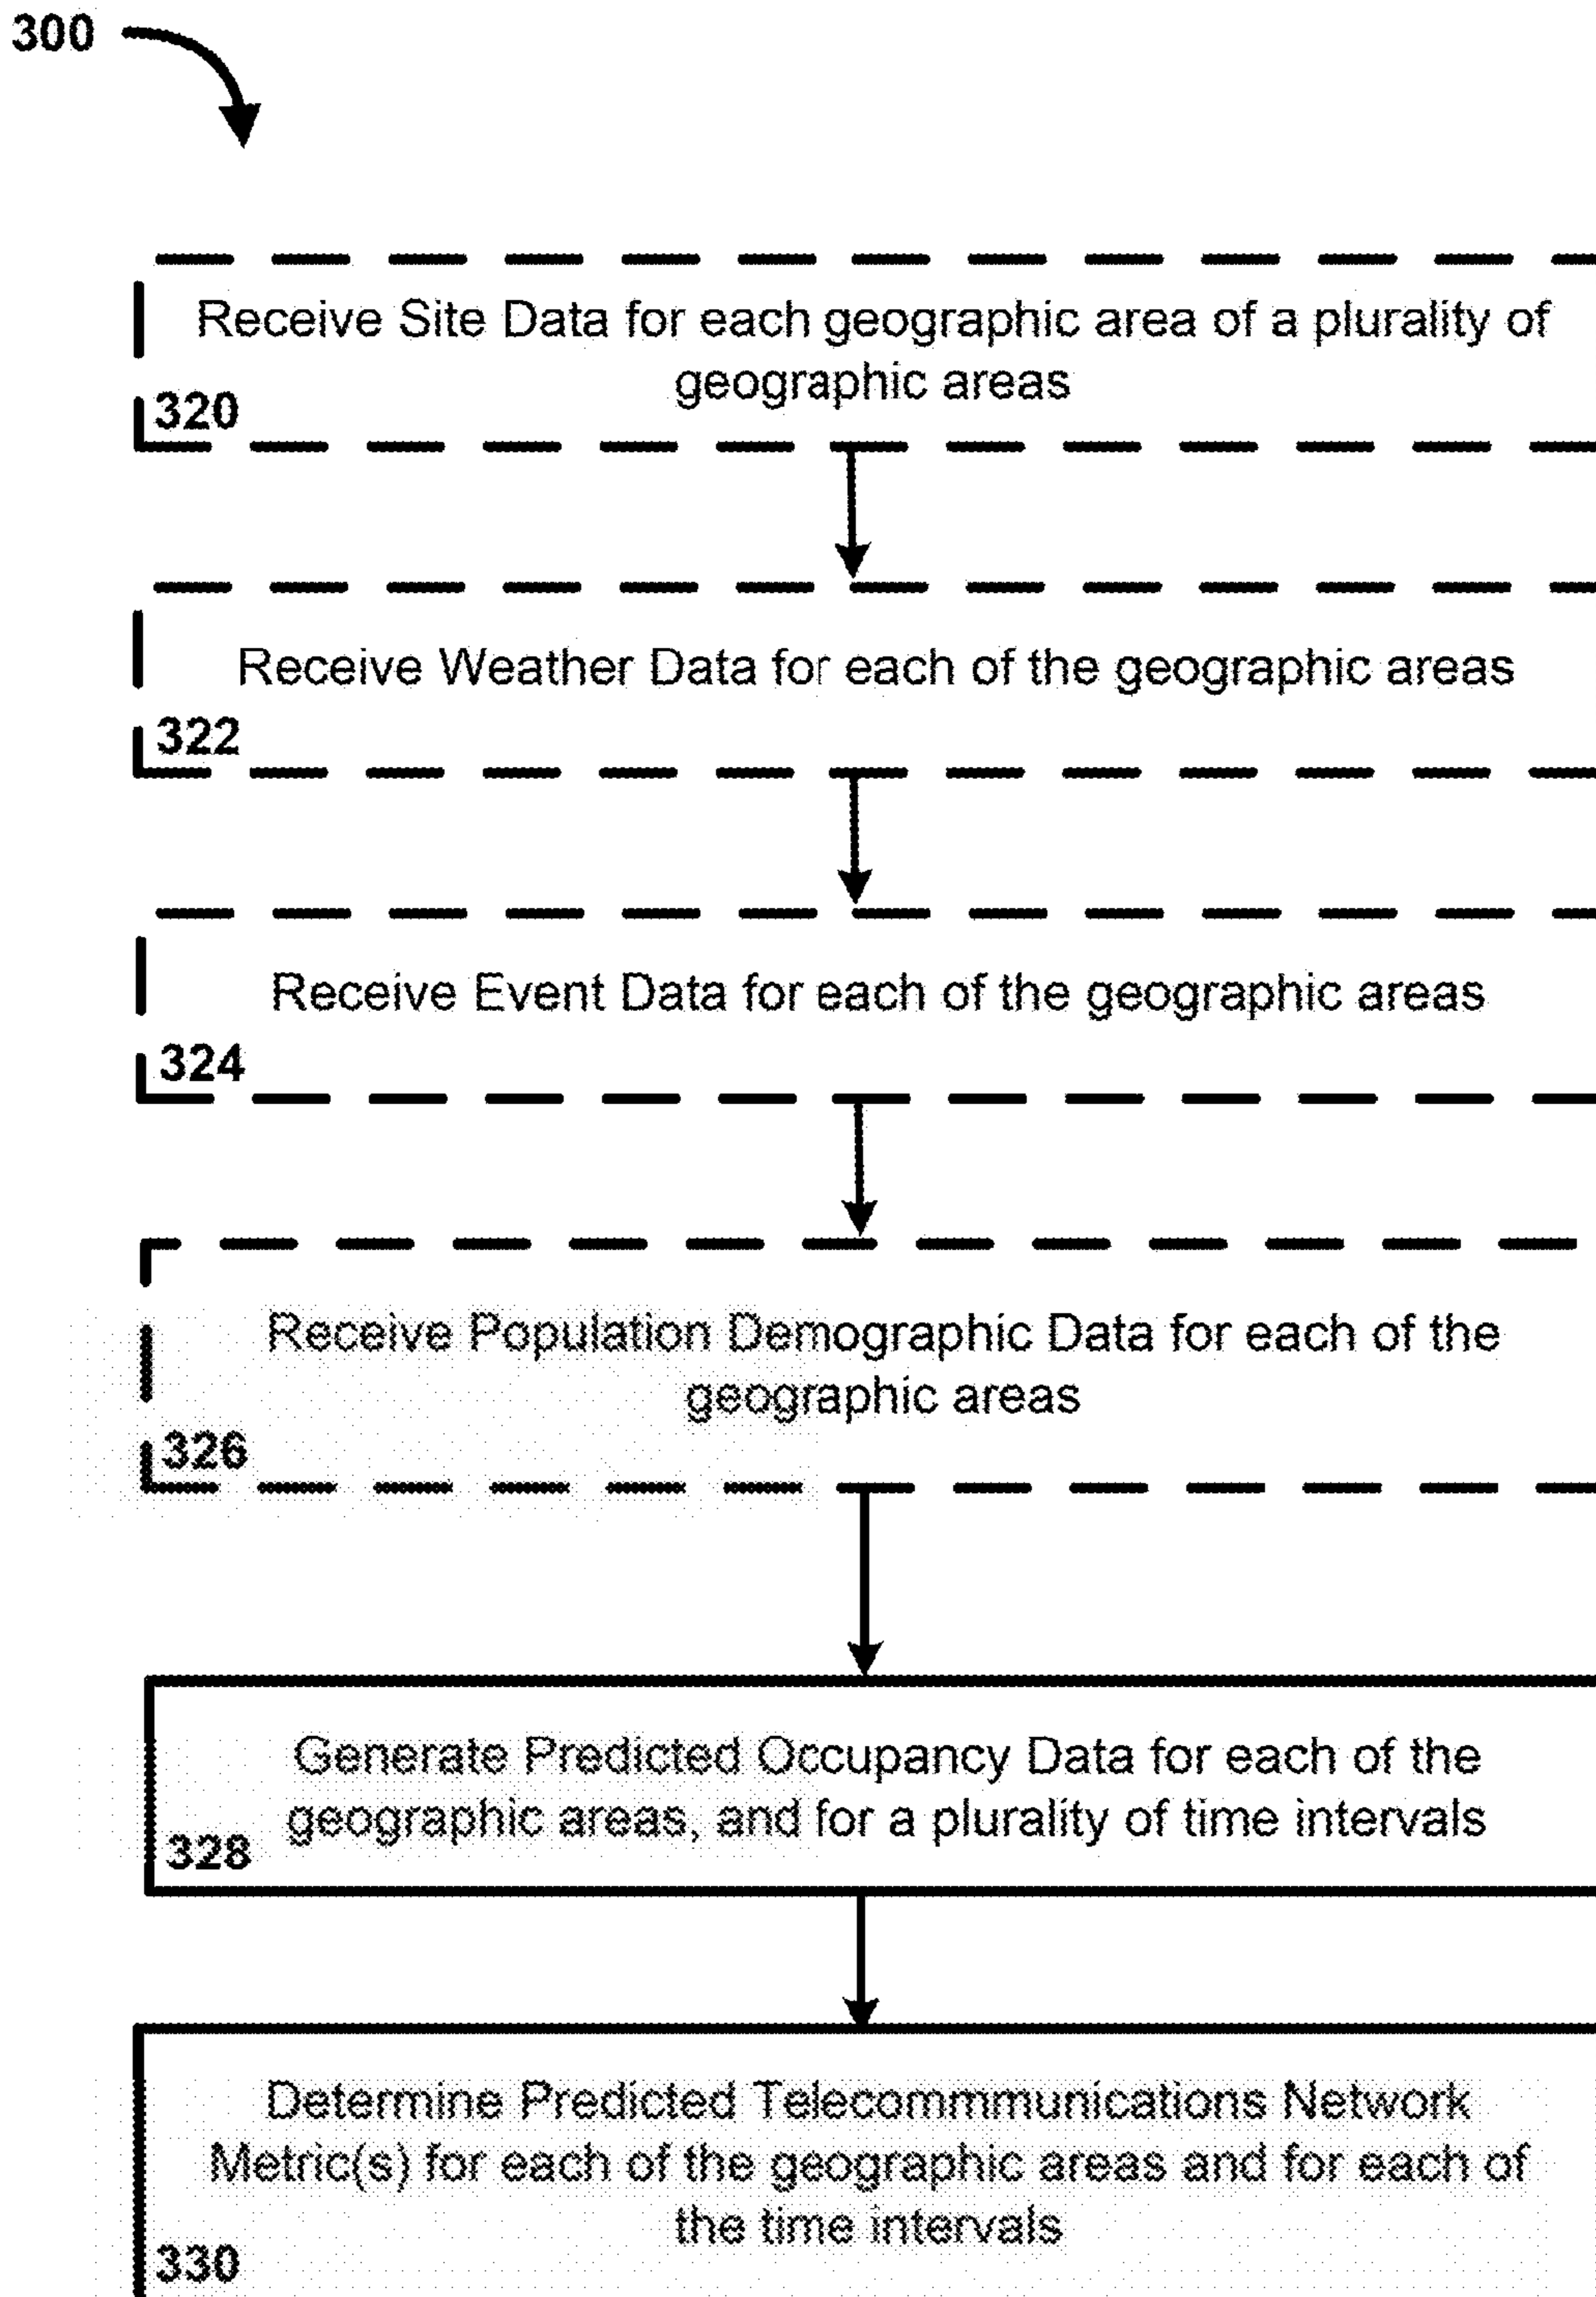 300
Receive Site Data for each geographic area of a plurality of
geographic areas
320
Receive Weather Data for each of the geographic areas
322
Receive Event Data for each of the geographic areas
324
Receive Population Demographic Data for each of the
geographic areas
326
Generate Predicted Occupancy Data for each of the
geographic areas, and for a plurality of time intervals
328
Determine Predicted Telecommmunications Network
Metric(s) for each of the geographic areas and for each of
the time intervals
330